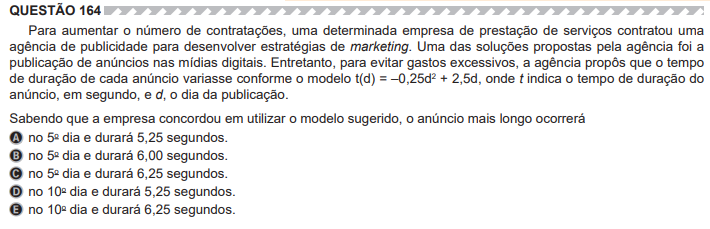 QUESTÃO 164
Para aumentar o número de contratações, uma determinada empresa de prestação de serviços contratou uma
agência de publicidade para desenvolver estratégias de marketing. Uma das soluções propostas pela agência foi a
publicação de anúncios nas mídias digitais. Entretanto, para evitar gastos excessivos, a agência propôs que o tempo
de duração de cada anúncio variasse conforme o modelo t(d) = –0,25d² + 2,5d, onde t indica o tempo de duração do
anúncio, em segundo, e d, o dia da publicação.
Sabendo que a empresa concordou em utilizar o modelo sugerido, o anúncio mais longo ocorrerá
A no 5º dia e durará 5,25 segundos.
B no 5º dia e durará 6,00 segundos.
C no 5º dia e durará 6,25 segundos.
D no 10º dia e durará 5,25 segundos.
E no 10º dia e durará 6,25 segundos.